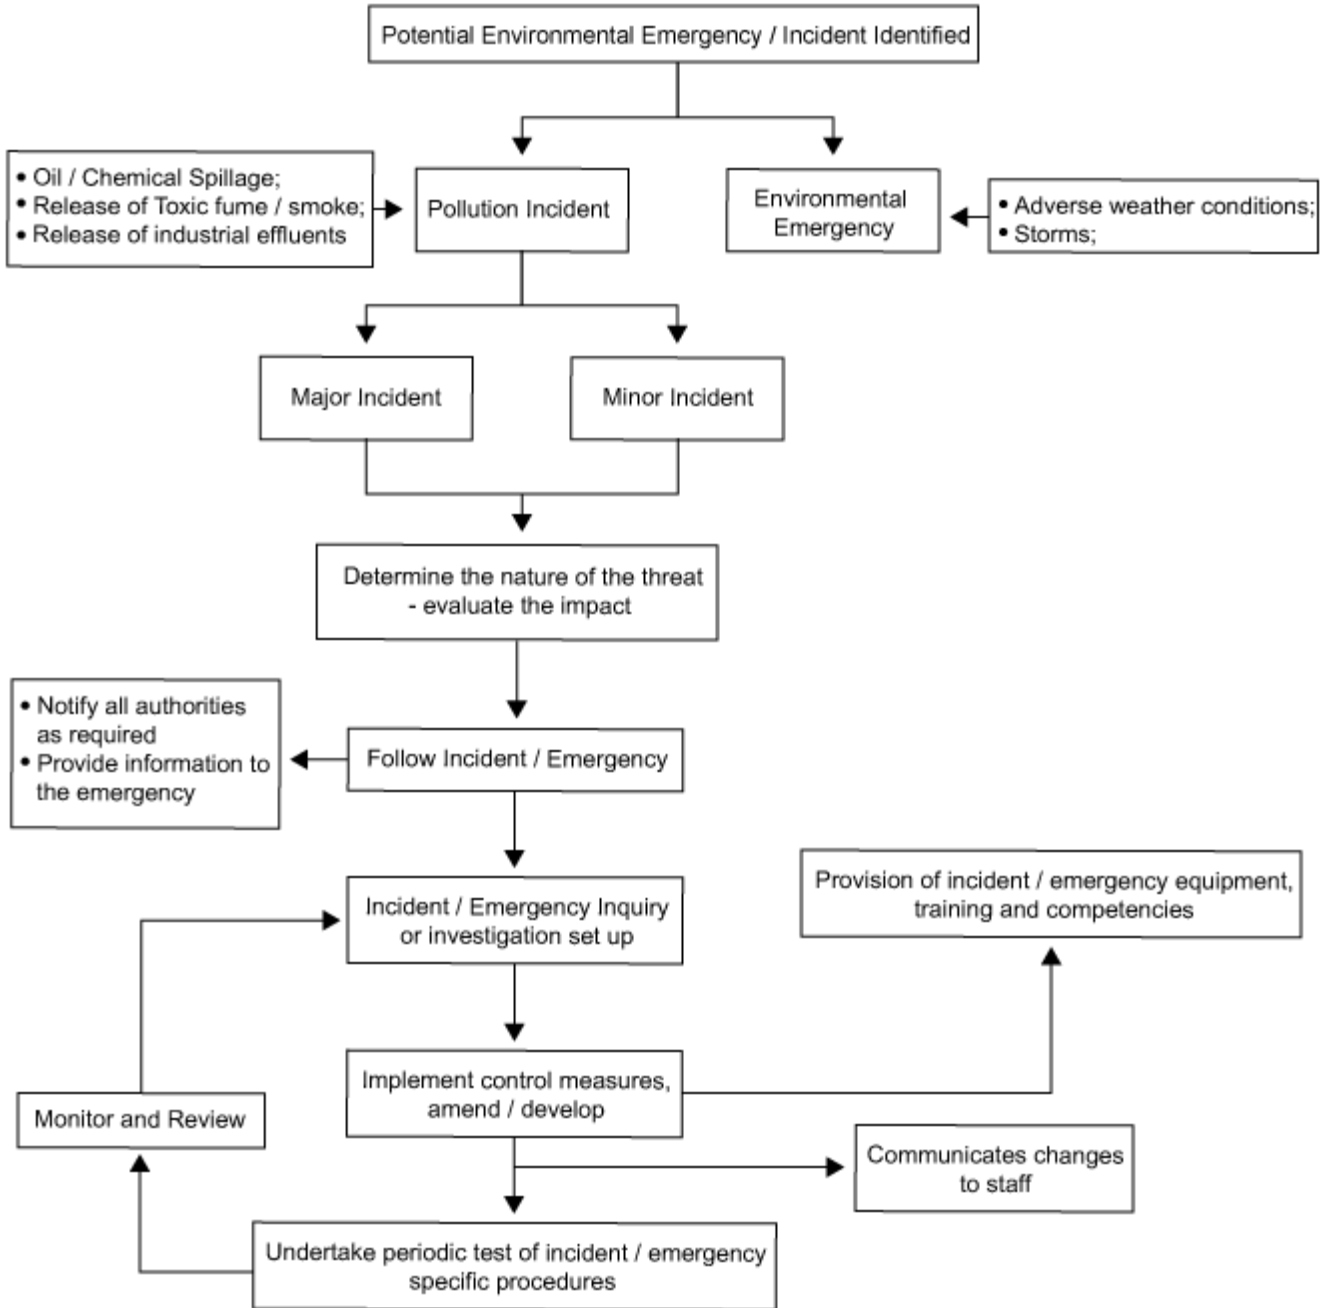 Potential Environmental Emergency / Incident Identified
• Oil / Chemical Spillage;
• Release of Toxic fume / smoke;
• Release of industrial effluents
Pollution Incident
Environmental
Emergency
• Adverse weather conditions;
• Storms;
Major Incident
Minor Incident
Determine the nature of the threat
- evaluate the impact
• Notify all authorities
as required
• Provide information to
the emergency
Follow Incident / Emergency
Incident / Emergency Inquiry
or investigation set up
Provision of incident / emergency equipment,
training and competencies
Implement control measures,
amend / develop
Monitor and Review
Communicates changes
to staff
Undertake periodic test of incident / emergency
specific procedures